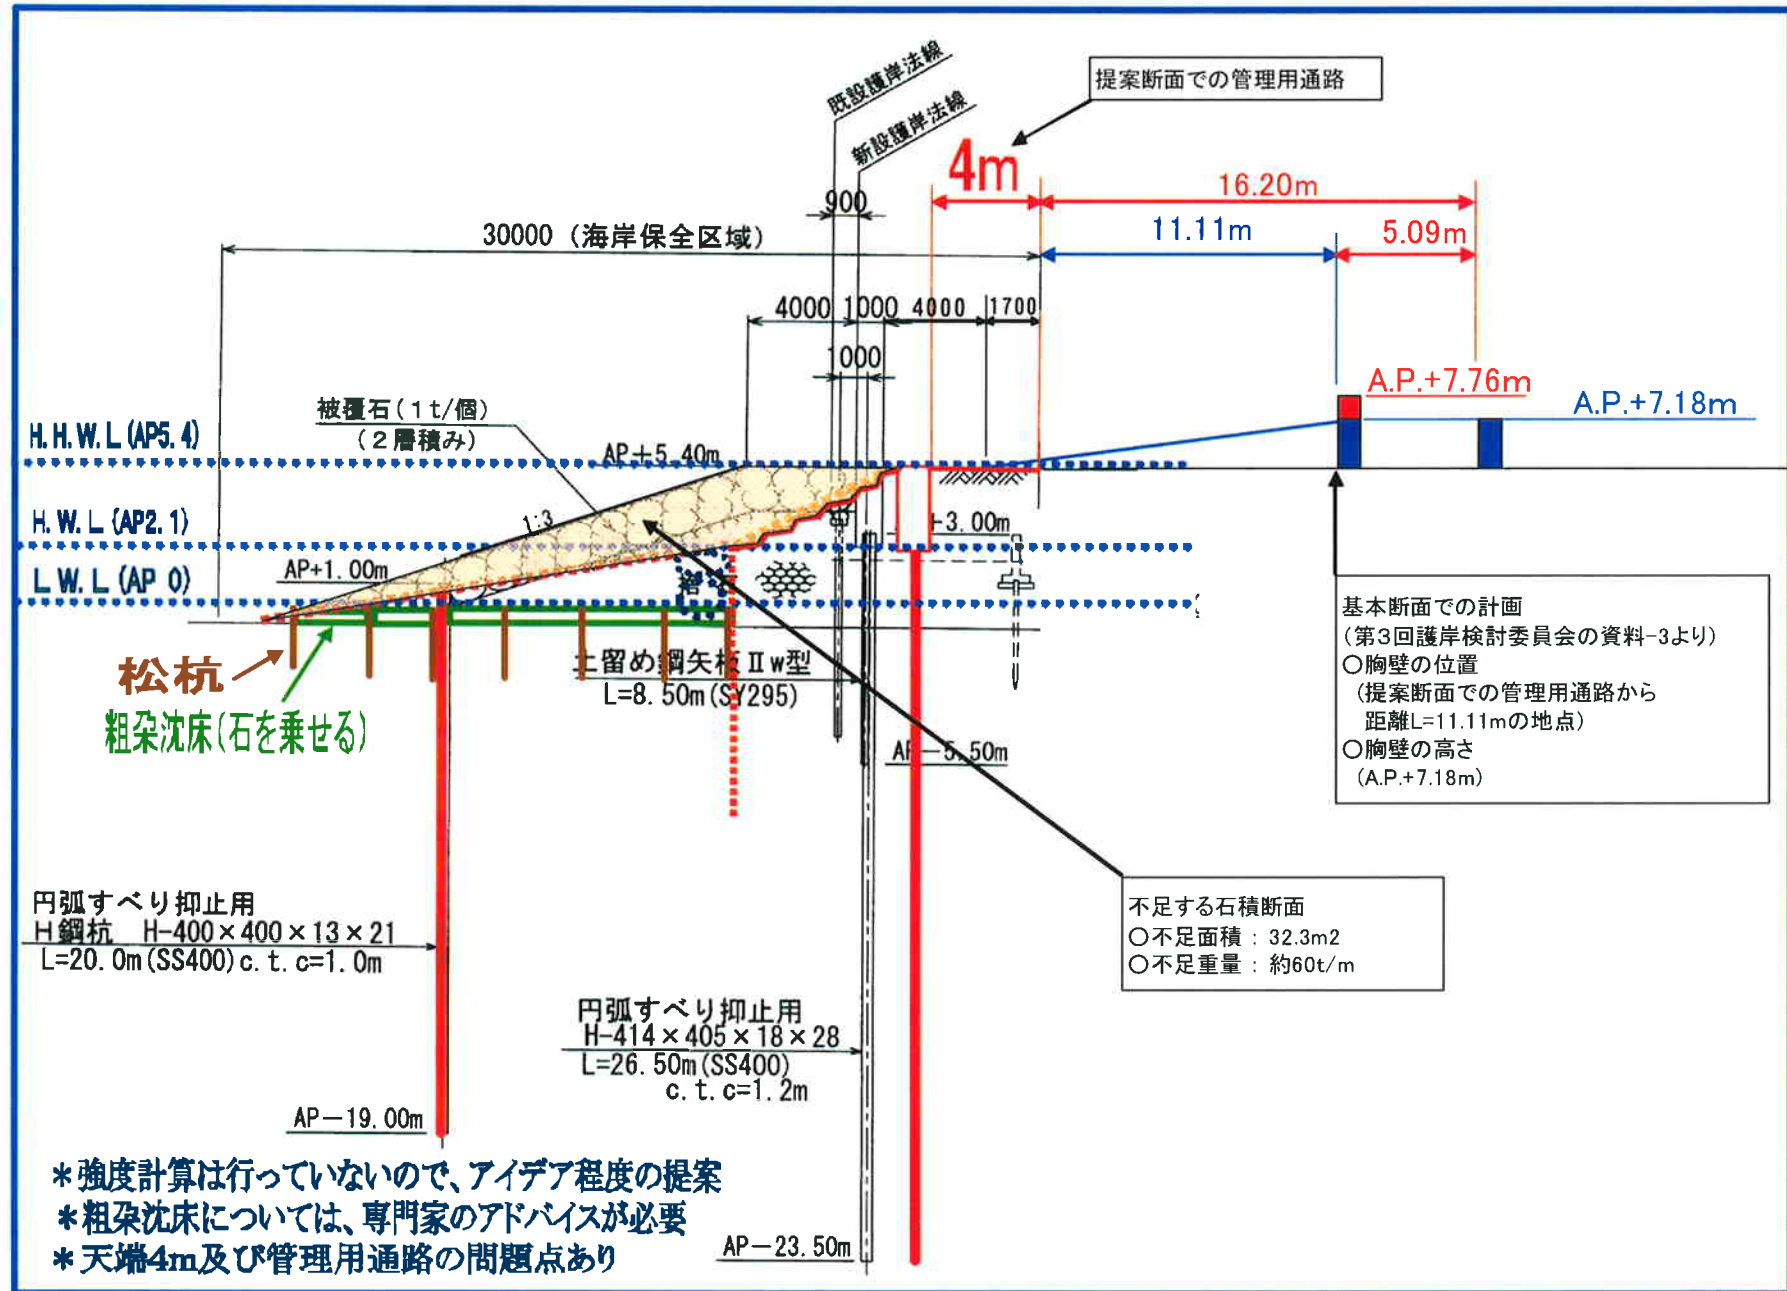 既設護岸法線
新設護岸法線
提案断面での管理用通路
4m
16.20m
900
30000 (海岸保全区域)
11.11m
5.09m
4000
1000
4000
1700
1000
A.P.+7.76m
A.P.+7.18m
被覆石(1t/個)
(2層積み)
H.H.W.L(AP5.4)
AP+5.40m
H.W.L(AP2.1)
1:3
+3.00m
L.W.L(AP 0)
AP+1.00m
捨
松杭
粗朶沈床(石を乗せる)
土留め鋼矢板Ⅱw型
L=8.50m(SY295)
AP-5.50m
基本断面での計画
(第3回護岸検討委員会の資料-3より)
○胸壁の位置
(提案断面での管理用通路から
距離L=11.11mの地点)
○胸壁の高さ
(A.P.+7.18m)
円弧すべり抑止用
H鋼杭 H-400×400×13×21
L=20.0m(SS400)c.t.c=1.0m
不足する石積断面
○不足面積:32.3m2
○不足重量:約60t/m
円弧すべり抑止用
H-414×405×18×28
L=26.50m(SS400)
c.t.c=1.2m
AP-19.00m
AP-23.50m
*強度計算は行っていないので、アイデア程度の提案
*粗朶沈床については、専門家のアドバイスが必要
*天端4m及び管理用通路の問題点あり